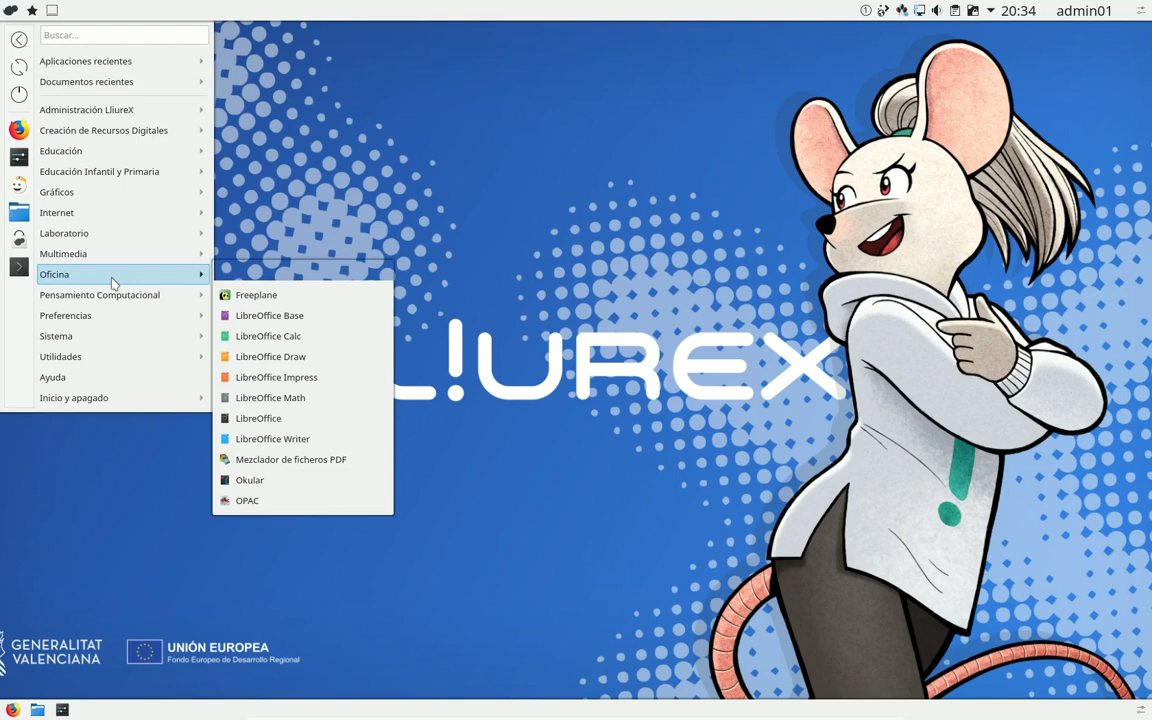 20:34
admin01
Buscar...
Aplicaciones recientes
Documentos recientes
Administración LliureX
Creación de Recursos Digitales
Educación
Educación Infantil y Primaria
Gráficos
Internet
Laboratorio
Multimedia
Oficina
Pensamiento Computacional
Preferencias
Sistema
Utilidades
Ayuda
Inicio y apagado
Freeplane
LibreOffice Base
LibreOffice Calc
LibreOffice Draw
LibreOffice Impress
LibreOffice Math
LibreOffice
LibreOffice Writer
Mezclador de ficheros PDF
Okular
OPAC
L!UREX
GENERALITAT
VALENCIANA
UNIÓN EUROPEA
Fondo Europeo de Desarrollo Regional